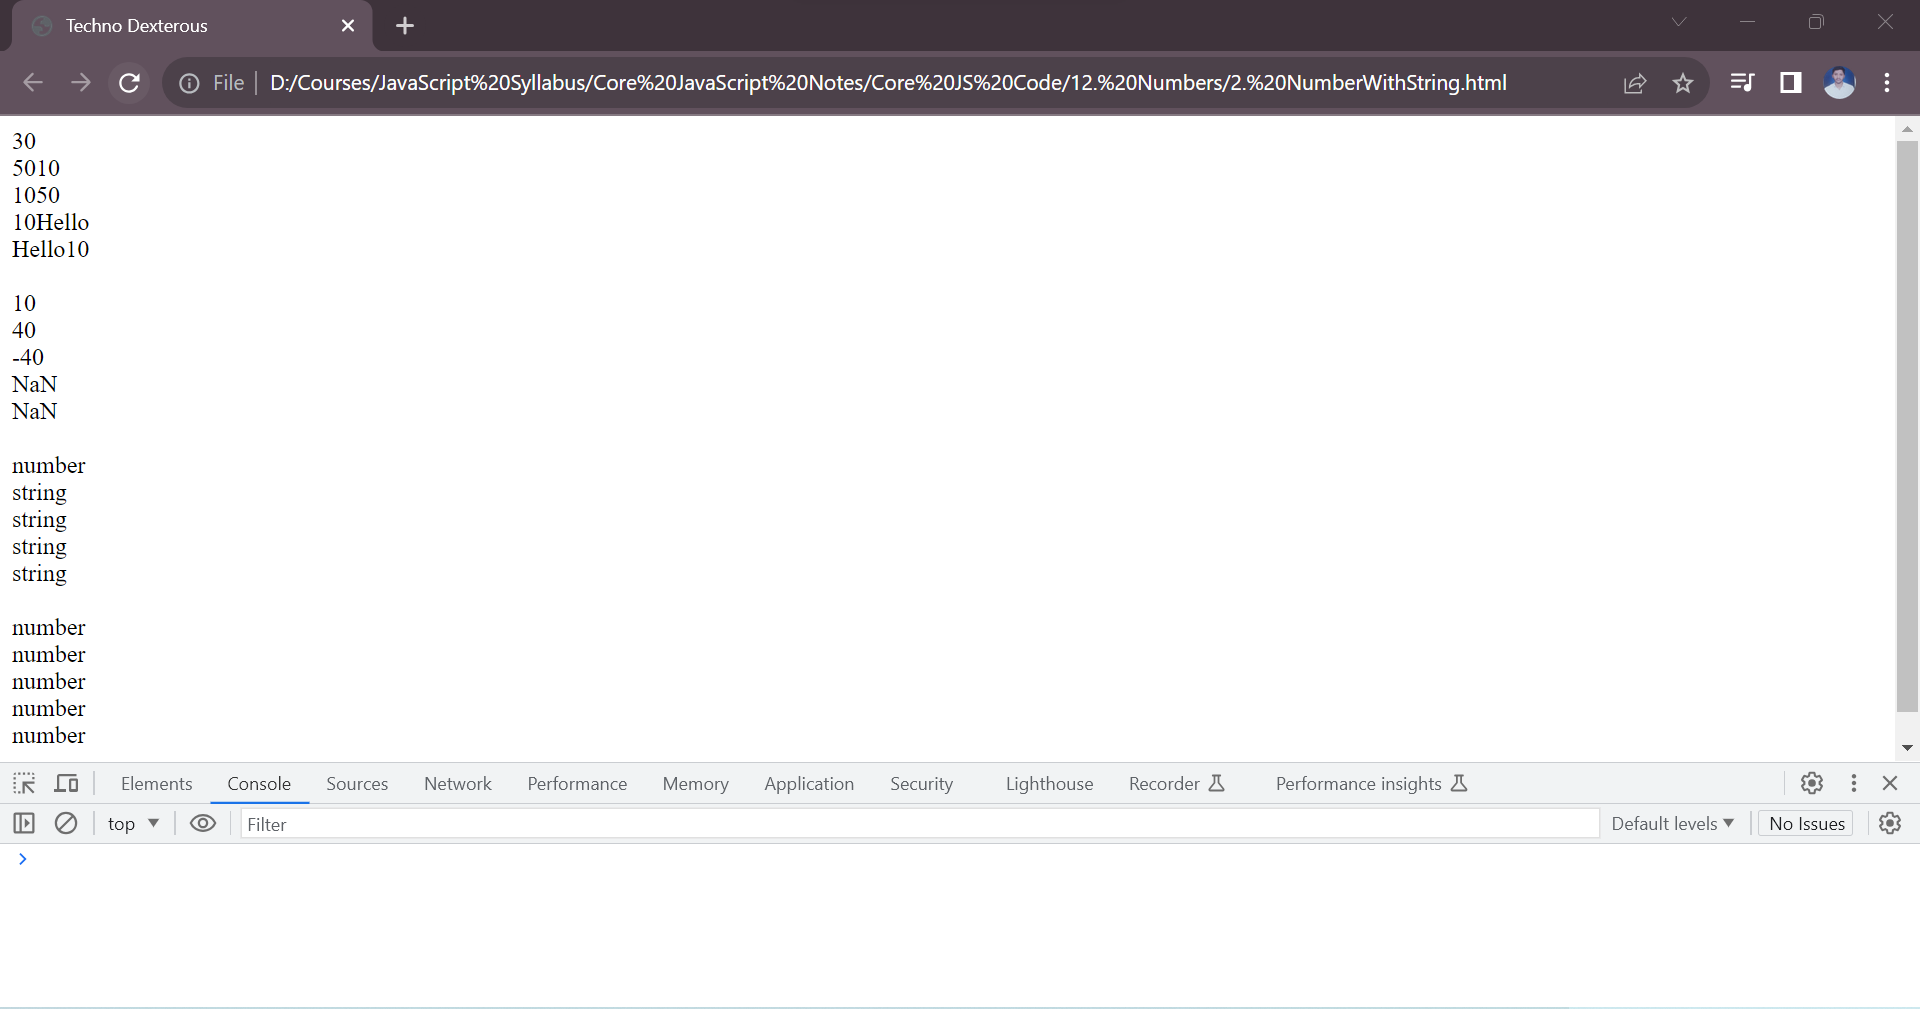 Techno Dexterous
File D:/Courses/JavaScript%20Syllabus/Core%20JavaScript%20Notes/Core%20JS%20Code/12.%20Numbers/2.%20NumberWithString.html
30
5010
1050
10Hello
Hello10
10
40
-40
NaN
NaN
number
string
string
string
string
number
number
number
number
number
Elements Console Sources Network Performance Memory Application Security Lighthouse Recorder Performance insights
top Filter Default levels No Issues